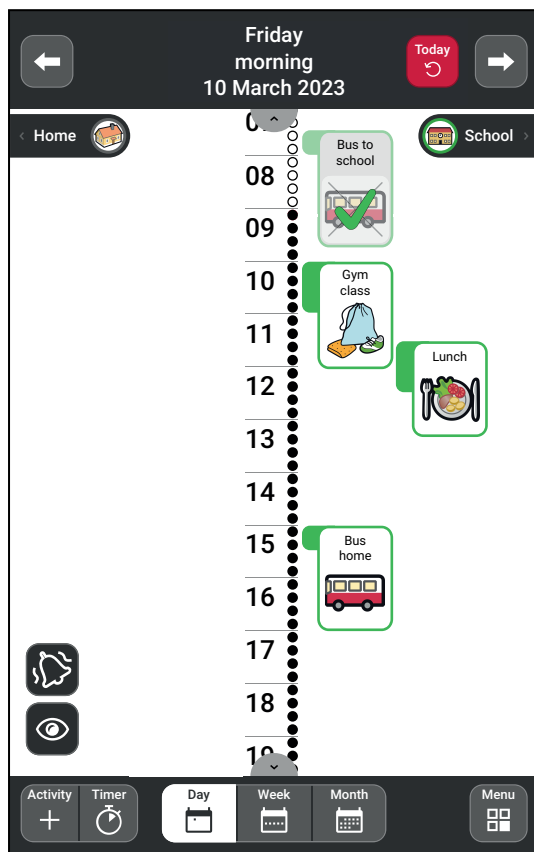 Friday
morning
10 March 2023
Today
Home
School
Bus to
school
08
09
10
Gym
class
11
Lunch
12
13
14
15
Bus
home
16
17
18
Activity
Timer
Day
Week
Month
Menu